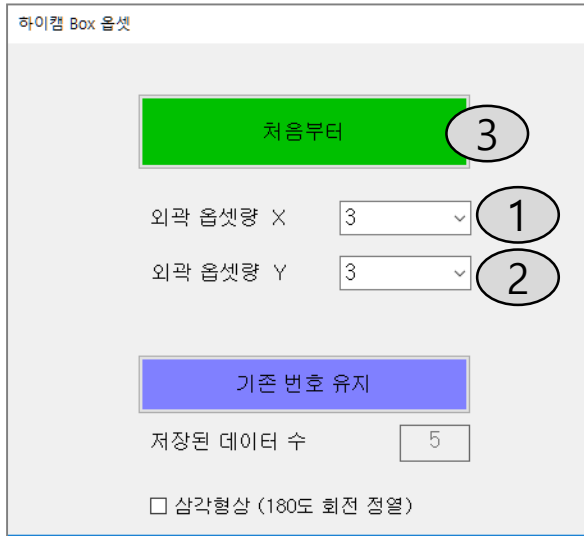 하이캠 Box 옵셋
처음부터
3
외곽 옵셋량 X
3
1
외곽 옵셋량 Y
3
2
기존 번호 유지
저장된 데이터 수
5
삼각형상 (180도 회전 정열)